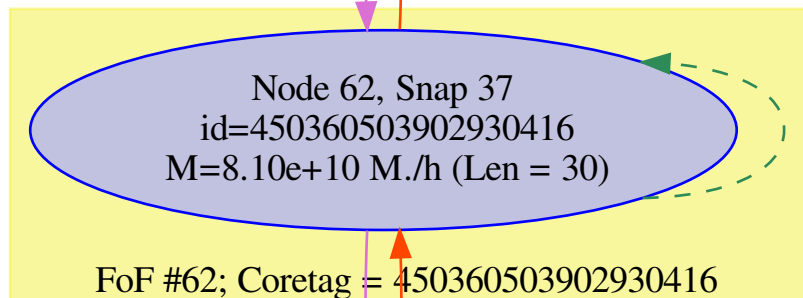 Node 62, Snap 37
id=450360503902930416
M=8.10e+10 M./h (Len = 30)
FoF #62; Coretag = 450360503902930416